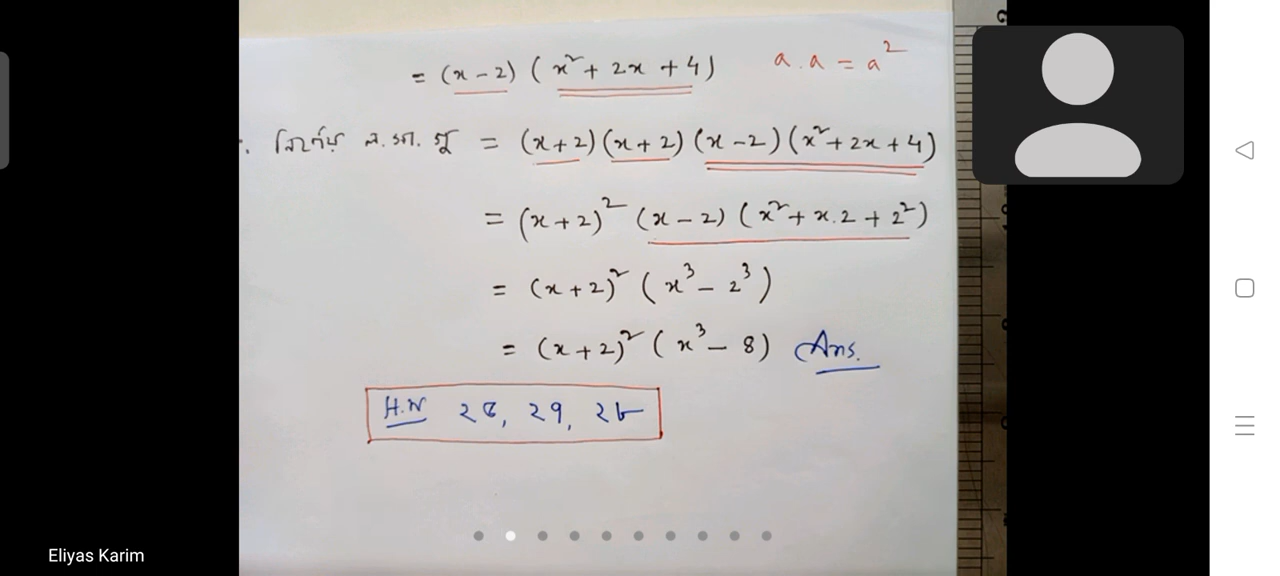 = (x-2) (x²+2x+4) a.a = a²
∴ নির্ণেয় ল.সা.গু = (x+2)(x+2)(x-2)(x²+2x+4)
= (x+2)² (x-2) (x²+x.2+2²)
= (x+2)² (x³-2³)
= (x+2)² (x³-8) Ans.
H.W ২৬, ২৭, ২৮
Eliyas Karim